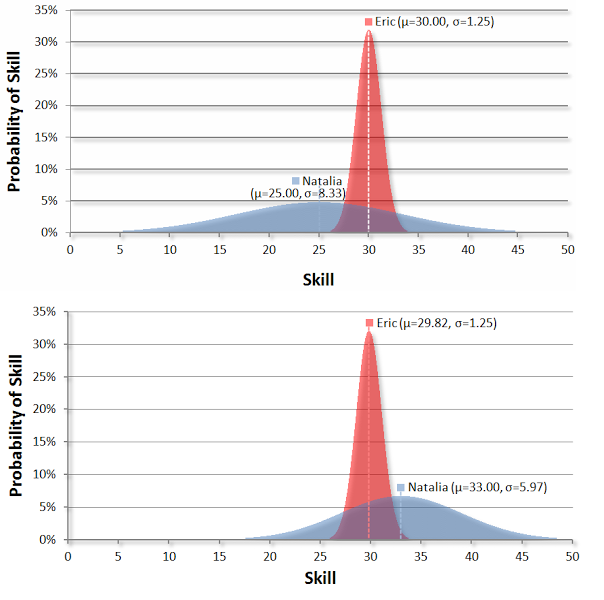 35%
Eric (μ=30.00, σ=1.25)
30%
25%
20%
15%
10%
Natalia
(μ=25.00, σ=8.33)
5%
0%
0 5 10 15 20 25 30 35 40 45 50
Probability of Skill
Skill
35%
Eric (μ=29.82, σ=1.25)
30%
25%
20%
15%
10%
Natalia (μ=33.00, σ=5.97)
5%
0%
0 5 10 15 20 25 30 35 40 45 50
Probability of Skill
Skill